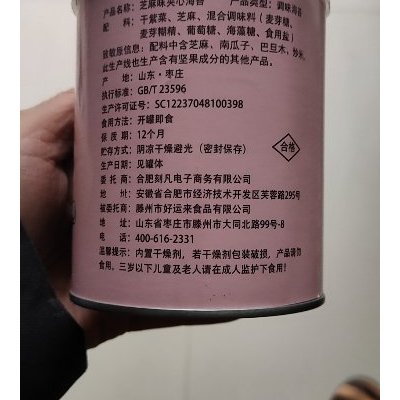 产品名称：芝麻味夹心海苔 产品类型：调味海苔
配 料：干紫菜、芝麻、混合调味料（麦芽糖、
麦芽糊精、葡萄糖、海藻糖、食用盐）
致敏原信息：配料中含芝麻、南瓜子、巴旦木，炒米，
此生产线也生产含有坚果成分的其他产品。
产 地：山东·枣庄
执行标准：GB/T 23596
生产许可证号：SC12237048100398
食用方法：开罐即食
保 质 期：12个月
贮存方式：阴凉干燥避光（密封保存）
合格
生产日期：见罐体
委 托 商：合肥刻凡电子商务有限公司
地 址：安徽省合肥市经济技术开发区芙蓉路295号
被委托商：滕州市好运来食品有限公司
地 址：山东省枣庄市滕州市大同北路99号-8
电 话：400-616-2331
温馨提示：内置干燥剂，若干燥剂包装破损，产品请勿
食用。三岁以下儿童及老人请在成人监护下食用！